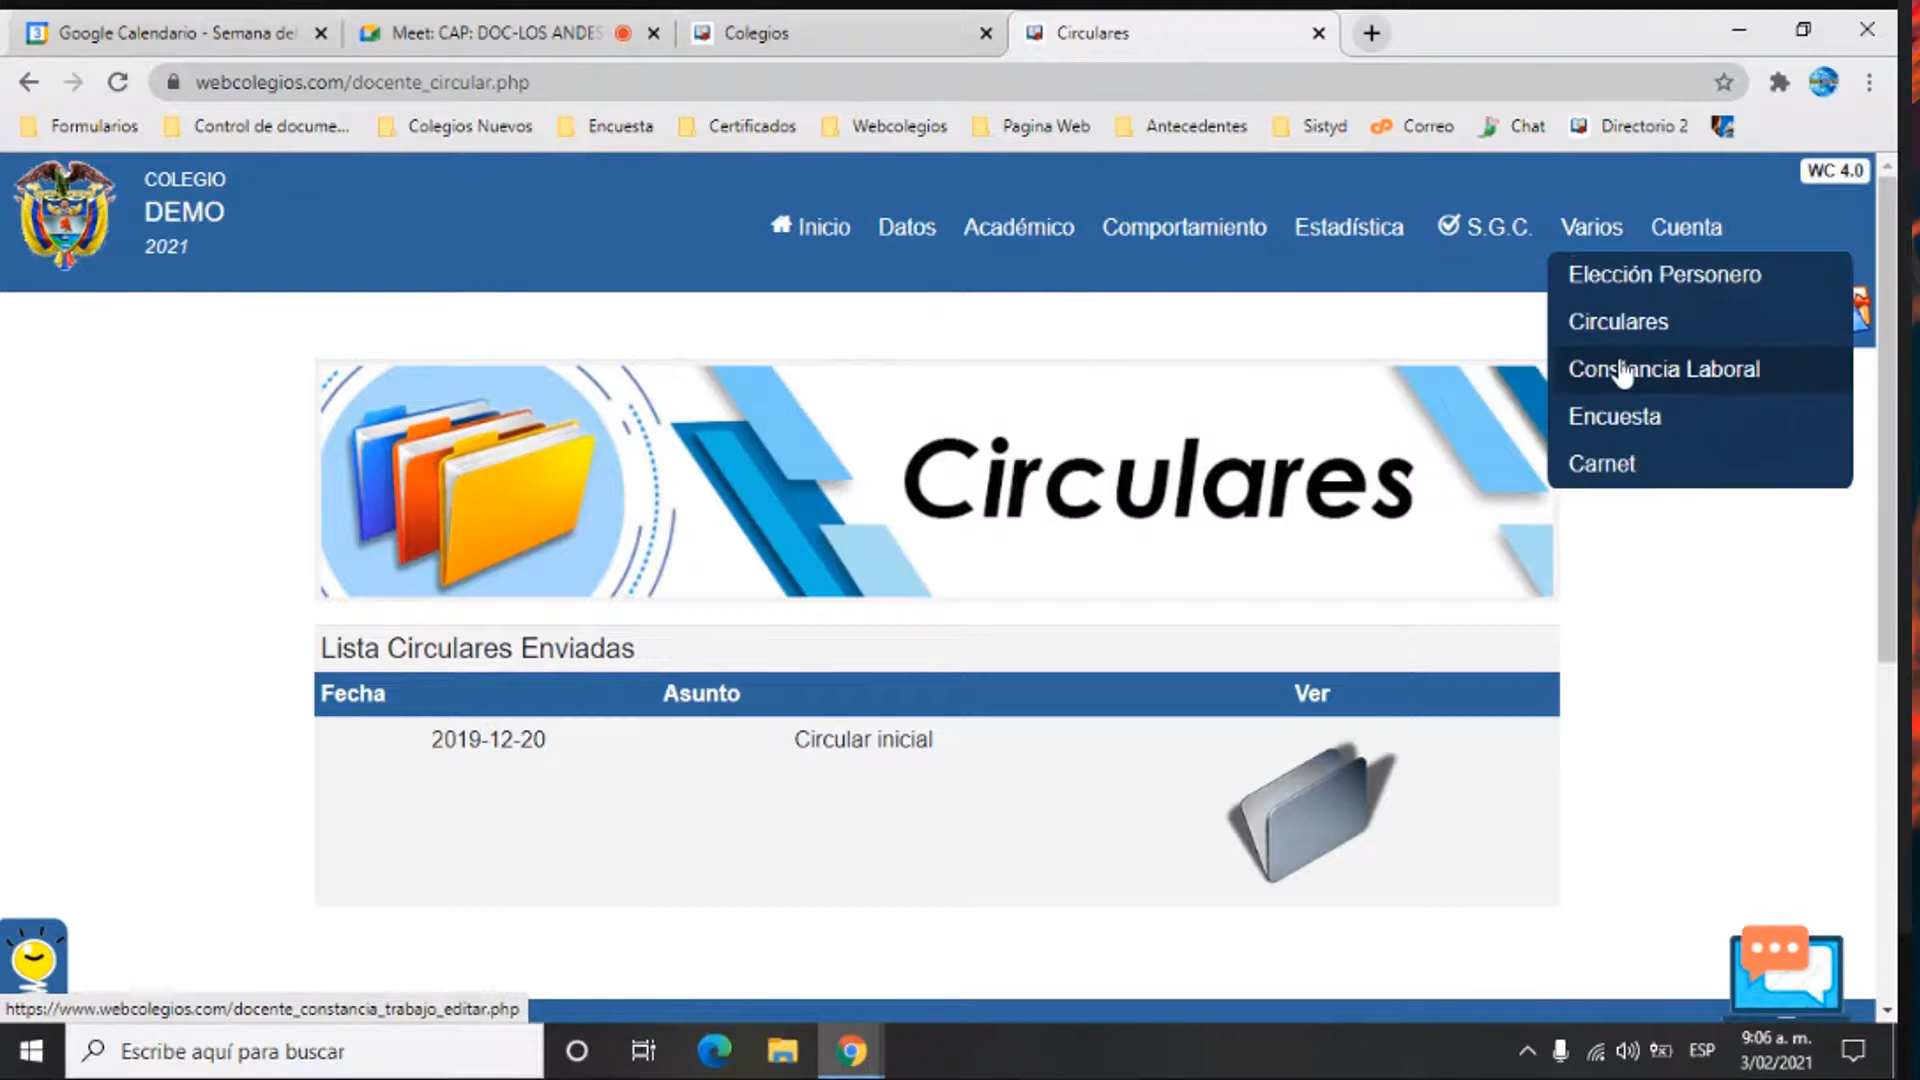 Google Calendario - Semana del
Meet: CAP: DOC-LOS ANDES
Colegios
Circulares
webcolegios.com/docente_circular.php
Formularios
Control de docume...
Colegios Nuevos
Encuesta
Certificados
Webcolegios
Pagina Web
Antecedentes
Sistyd
Correo
Chat
Directorio 2
WC 4.0
COLEGIO
DEMO
2021
Inicio
Datos
Académico
Comportamiento
Estadística
S.G.C.
Varios
Cuenta
Elección Personero
Circulares
Constancia Laboral
Encuesta
Carnet
Circulares
Lista Circulares Enviadas
Fecha Asunto Ver
2019-12-20 Circular inicial
https://www.webcolegios.com/docente_constancia_trabajo_editar.php
Escribe aquí para buscar
ESP
9:06 a. m.
3/02/2021